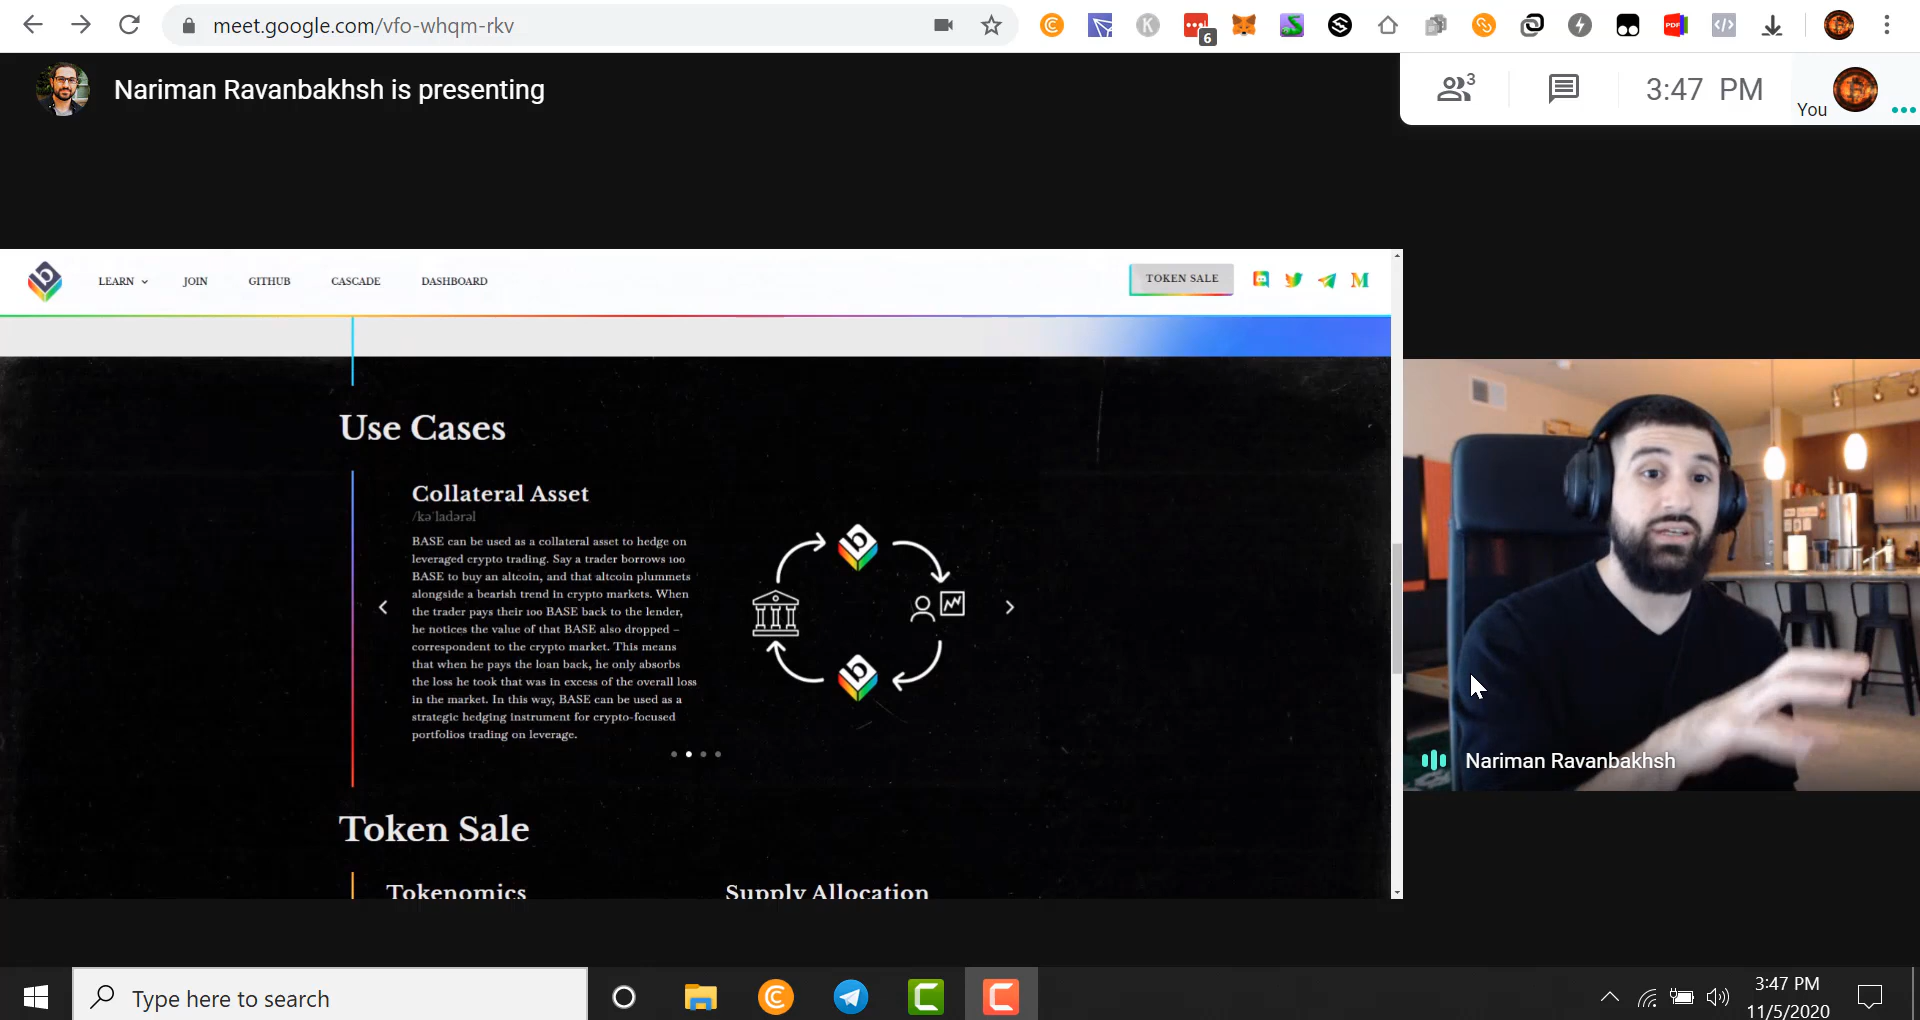 meet.google.com/vfo-whqm-rkv
6
Nariman Ravanbakhsh is presenting
3
3:47 PM
You
LEARN
JOIN
GITHUB
CASCADE
DASHBOARD
TOKEN SALE
Use Cases
Collateral Asset
/kəˈladərəl
BASE can be used as a collateral asset to hedge on
leveraged crypto trading. Say a trader borrows 100
BASE to buy an altcoin, and that altcoin plummets
alongside a bearish trend in crypto markets. When
the trader pays their 100 BASE back to the lender,
he notices the value of that BASE also dropped –
correspondent to the crypto market. This means
that when he pays the loan back, he only absorbs
the loss he took that was in excess of the overall loss
in the market. In this way, BASE can be used as a
strategic hedging instrument for crypto-focused
portfolios trading on leverage.
Nariman Ravanbakhsh
Token Sale
Tokenomics
Supply Allocation
Type here to search
3:47 PM
11/5/2020